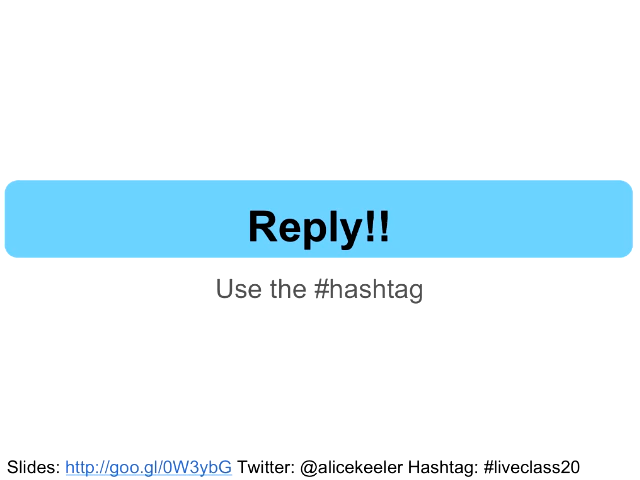 Reply!!
Use the #hashtag
Slides: http://goo.gl/0W3ybG Twitter: @alicekeeler Hashtag: #liveclass20